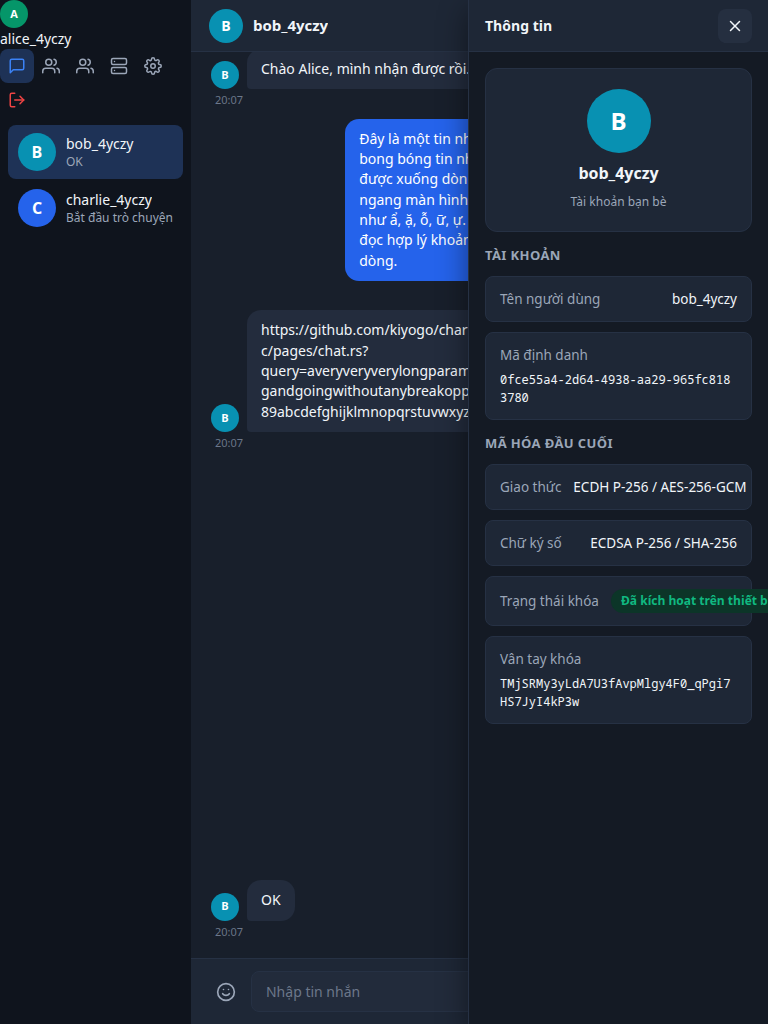 A
alice_4yczy
B
bob_4yczy
OK
C
charlie_4yczy
Bắt đầu trò chuyện
B
bob_4yczy
B
Chào Alice, mình nhận được rồi.
20:07
Đây là một tin
bong bóng tin
được xuống
ngang màn hình
như ấ, ặ, ỗ, ữ, ự.
đọc hợp lý
dòng.
https://github.com/kiyogo/
c/pages/chat.rs?
query=averyveryverylongparam
gandgoingwithoutanybreakopp
89abcdefghijklmnopqrstuvwxyz
B
20:07
OK
B
20:07
Nhập tin nhắn
Thông tin
B
bob_4yczy
Tài khoản bạn bè
TÀI KHOẢN
Tên người dùng bob_4yczy
Mã định danh
0fce55a4-2d64-4938-aa29-965fc818
3780
MÃ HÓA ĐẦU CUỐI
Giao thức ECDH P-256 / AES-256-GCM
Chữ ký số ECDSA P-256 / SHA-256
Trạng thái khóa Đã kích hoạt trên thiết b
Vân tay khóa
TMjSRMy3yLdA7U3fAvpMlgy4F0_qPgi7
HS7JyI4kP3w